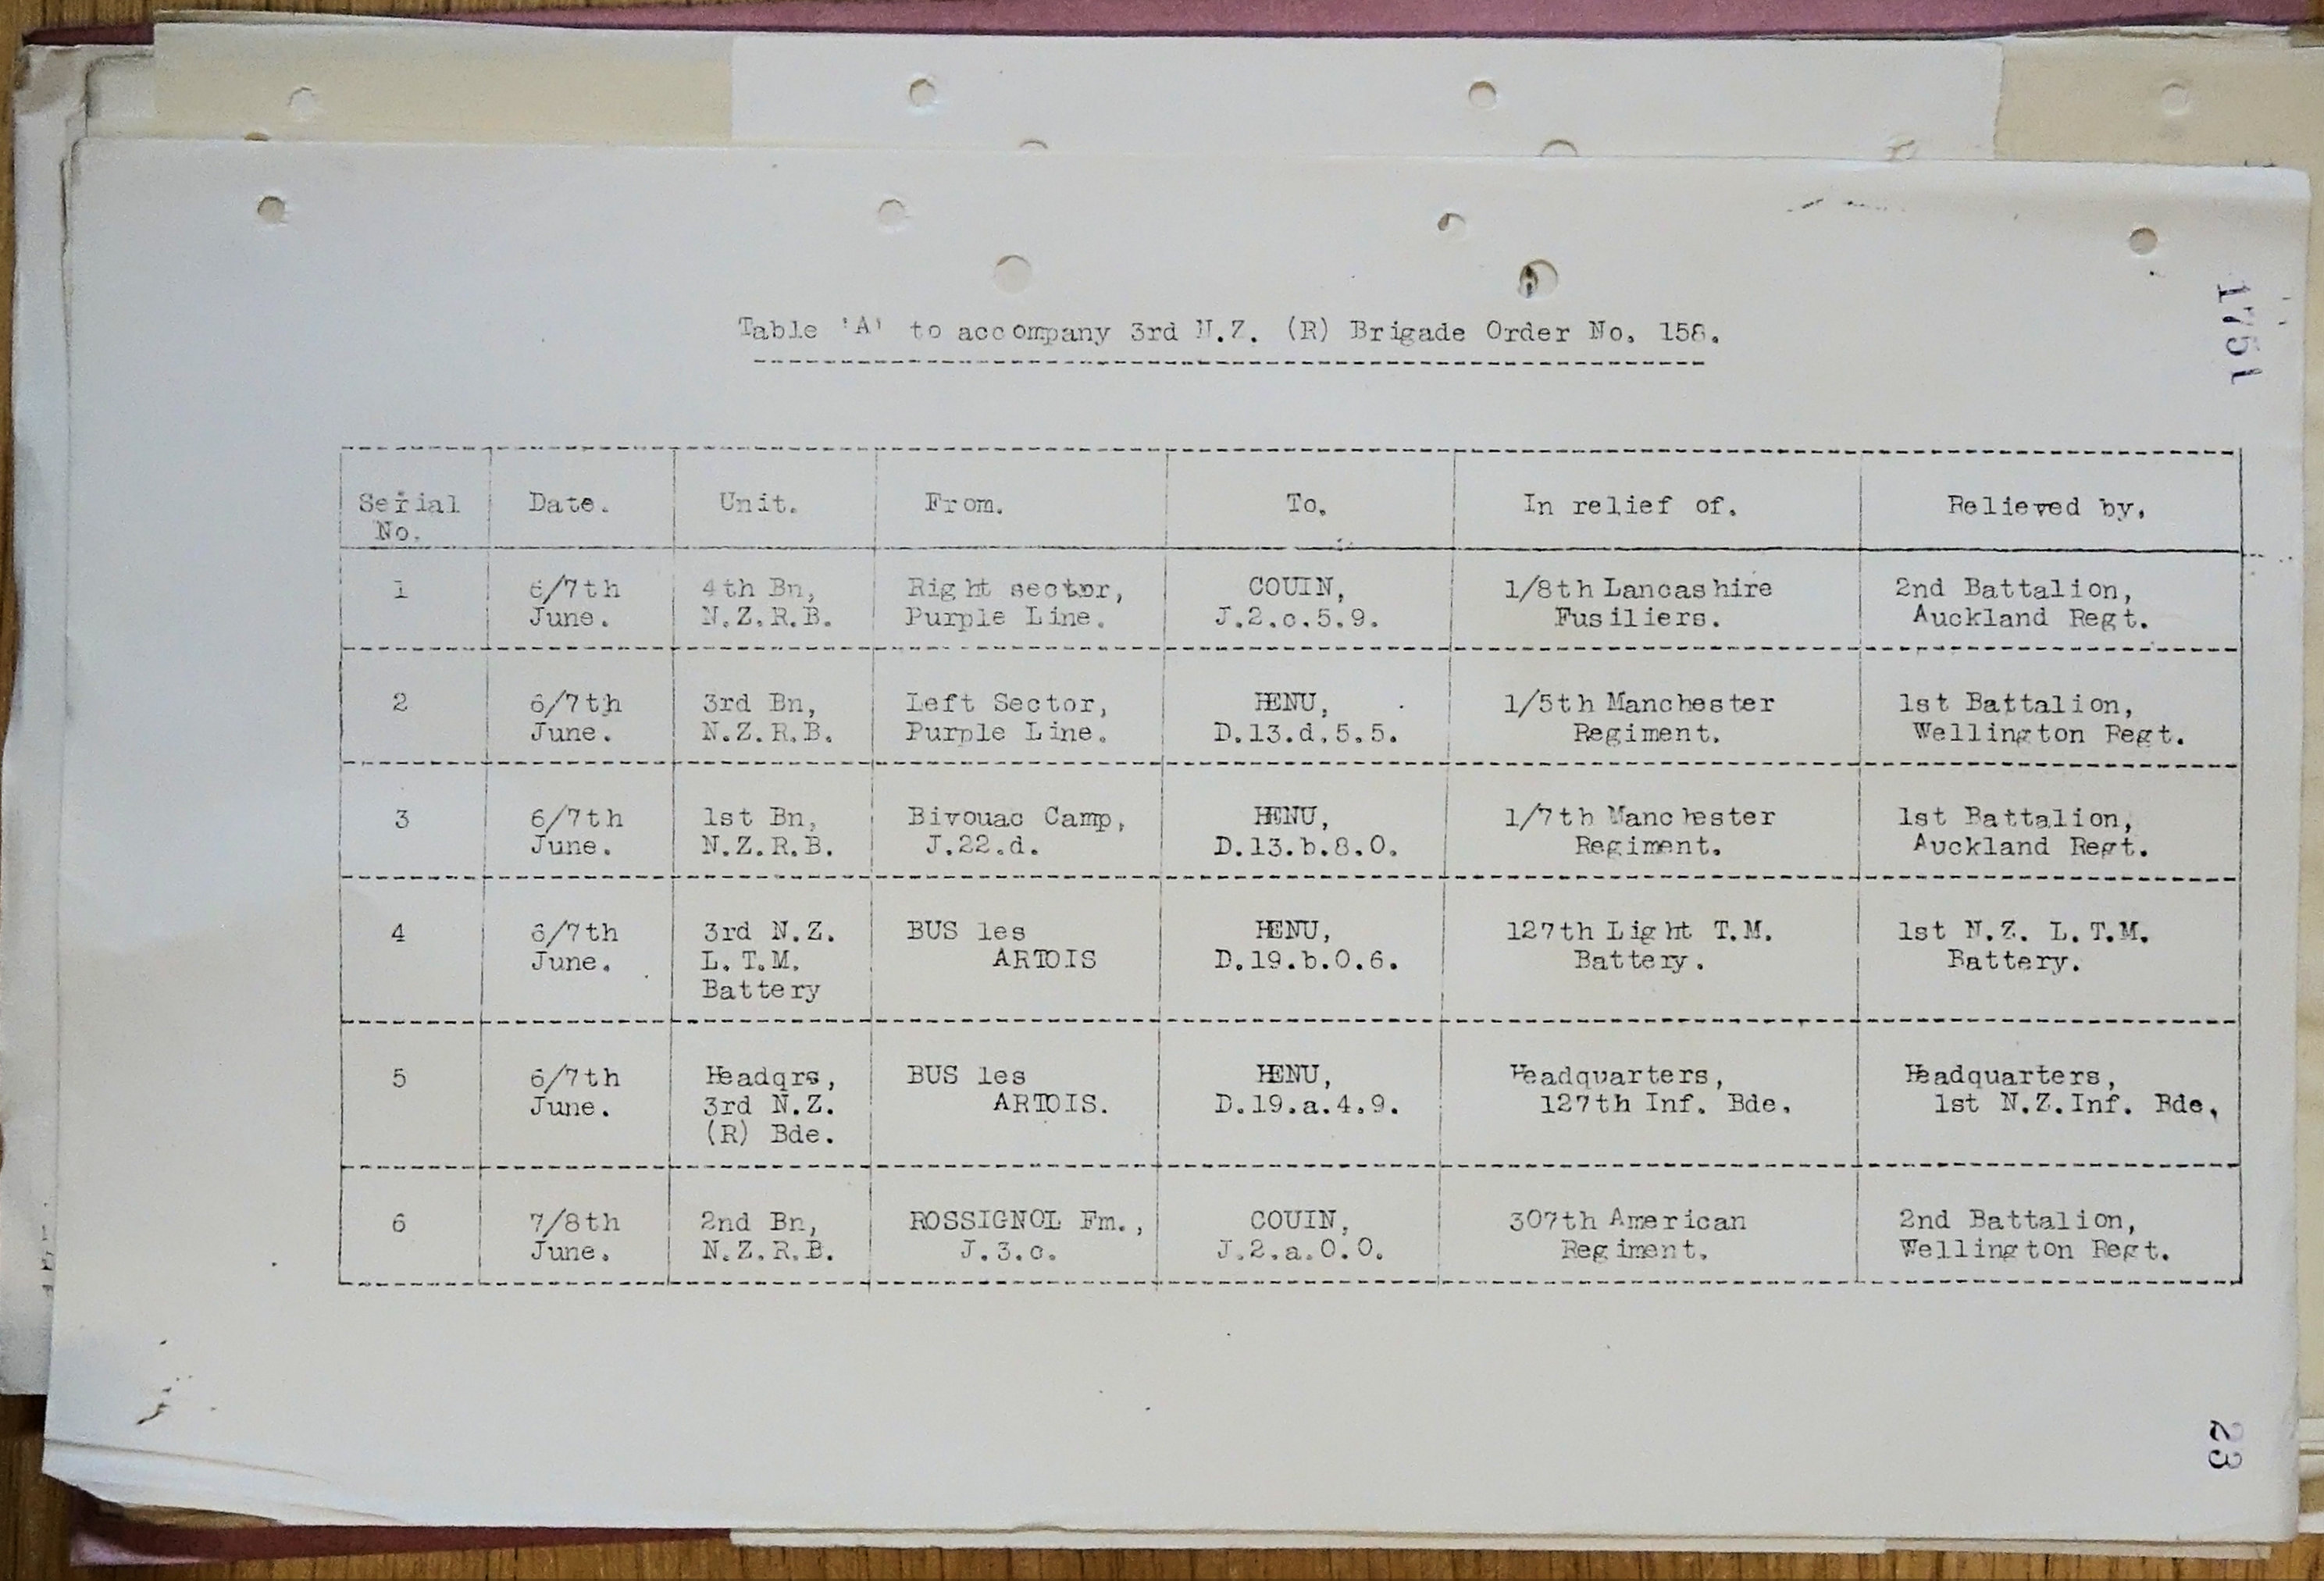 Table 'A' to accompany 3rd N.Z. (R) Brigade Order No. 158.
1751
Serial No. Date. Unit. From. To. In relief of. Relieved by.
1 6/7th 4th Bn, Right sector, COUIN, 1/8th Lancashire 2nd Battalion,
June. N.Z.R.B. Purple Line. J.2.c.5.9. Fusiliers. Auckland Regt.
2 6/7th 3rd Bn, Left Sector, HENU, 1/5th Manchester 1st Battalion,
June. N.Z.R.B. Purple Line. D.13.d.5.5. Regiment. Wellington Regt.
3 6/7th 1st Bn, Bivouac Camp, HENU, 1/7th Manchester 1st Battalion,
June. N.Z.R.B. J.22.d. D.13.b.8.0. Regiment. Auckland Regt.
4 6/7th 3rd N.Z. BUS les HENU, 127th Light T.M. 1st N.Z. L.T.M.
June. L.T.M. ARTOIS D.19.b.0.6. Battery. Battery.
Battery
5 6/7th Headqrs, BUS les HENU, Headquarters, Headquarters,
June. 3rd N.Z. ARTOIS. D.19.a.4.9. 127th Inf. Bde. 1st N.Z.Inf. Bde.
(R) Bde.
6 7/8th 2nd Bn, ROSSIGNOL Fm., COUIN, 307th American 2nd Battalion,
June. N.Z.R.B. J.3.c. J.2.a.0.0. Regiment. Wellington Regt.
23